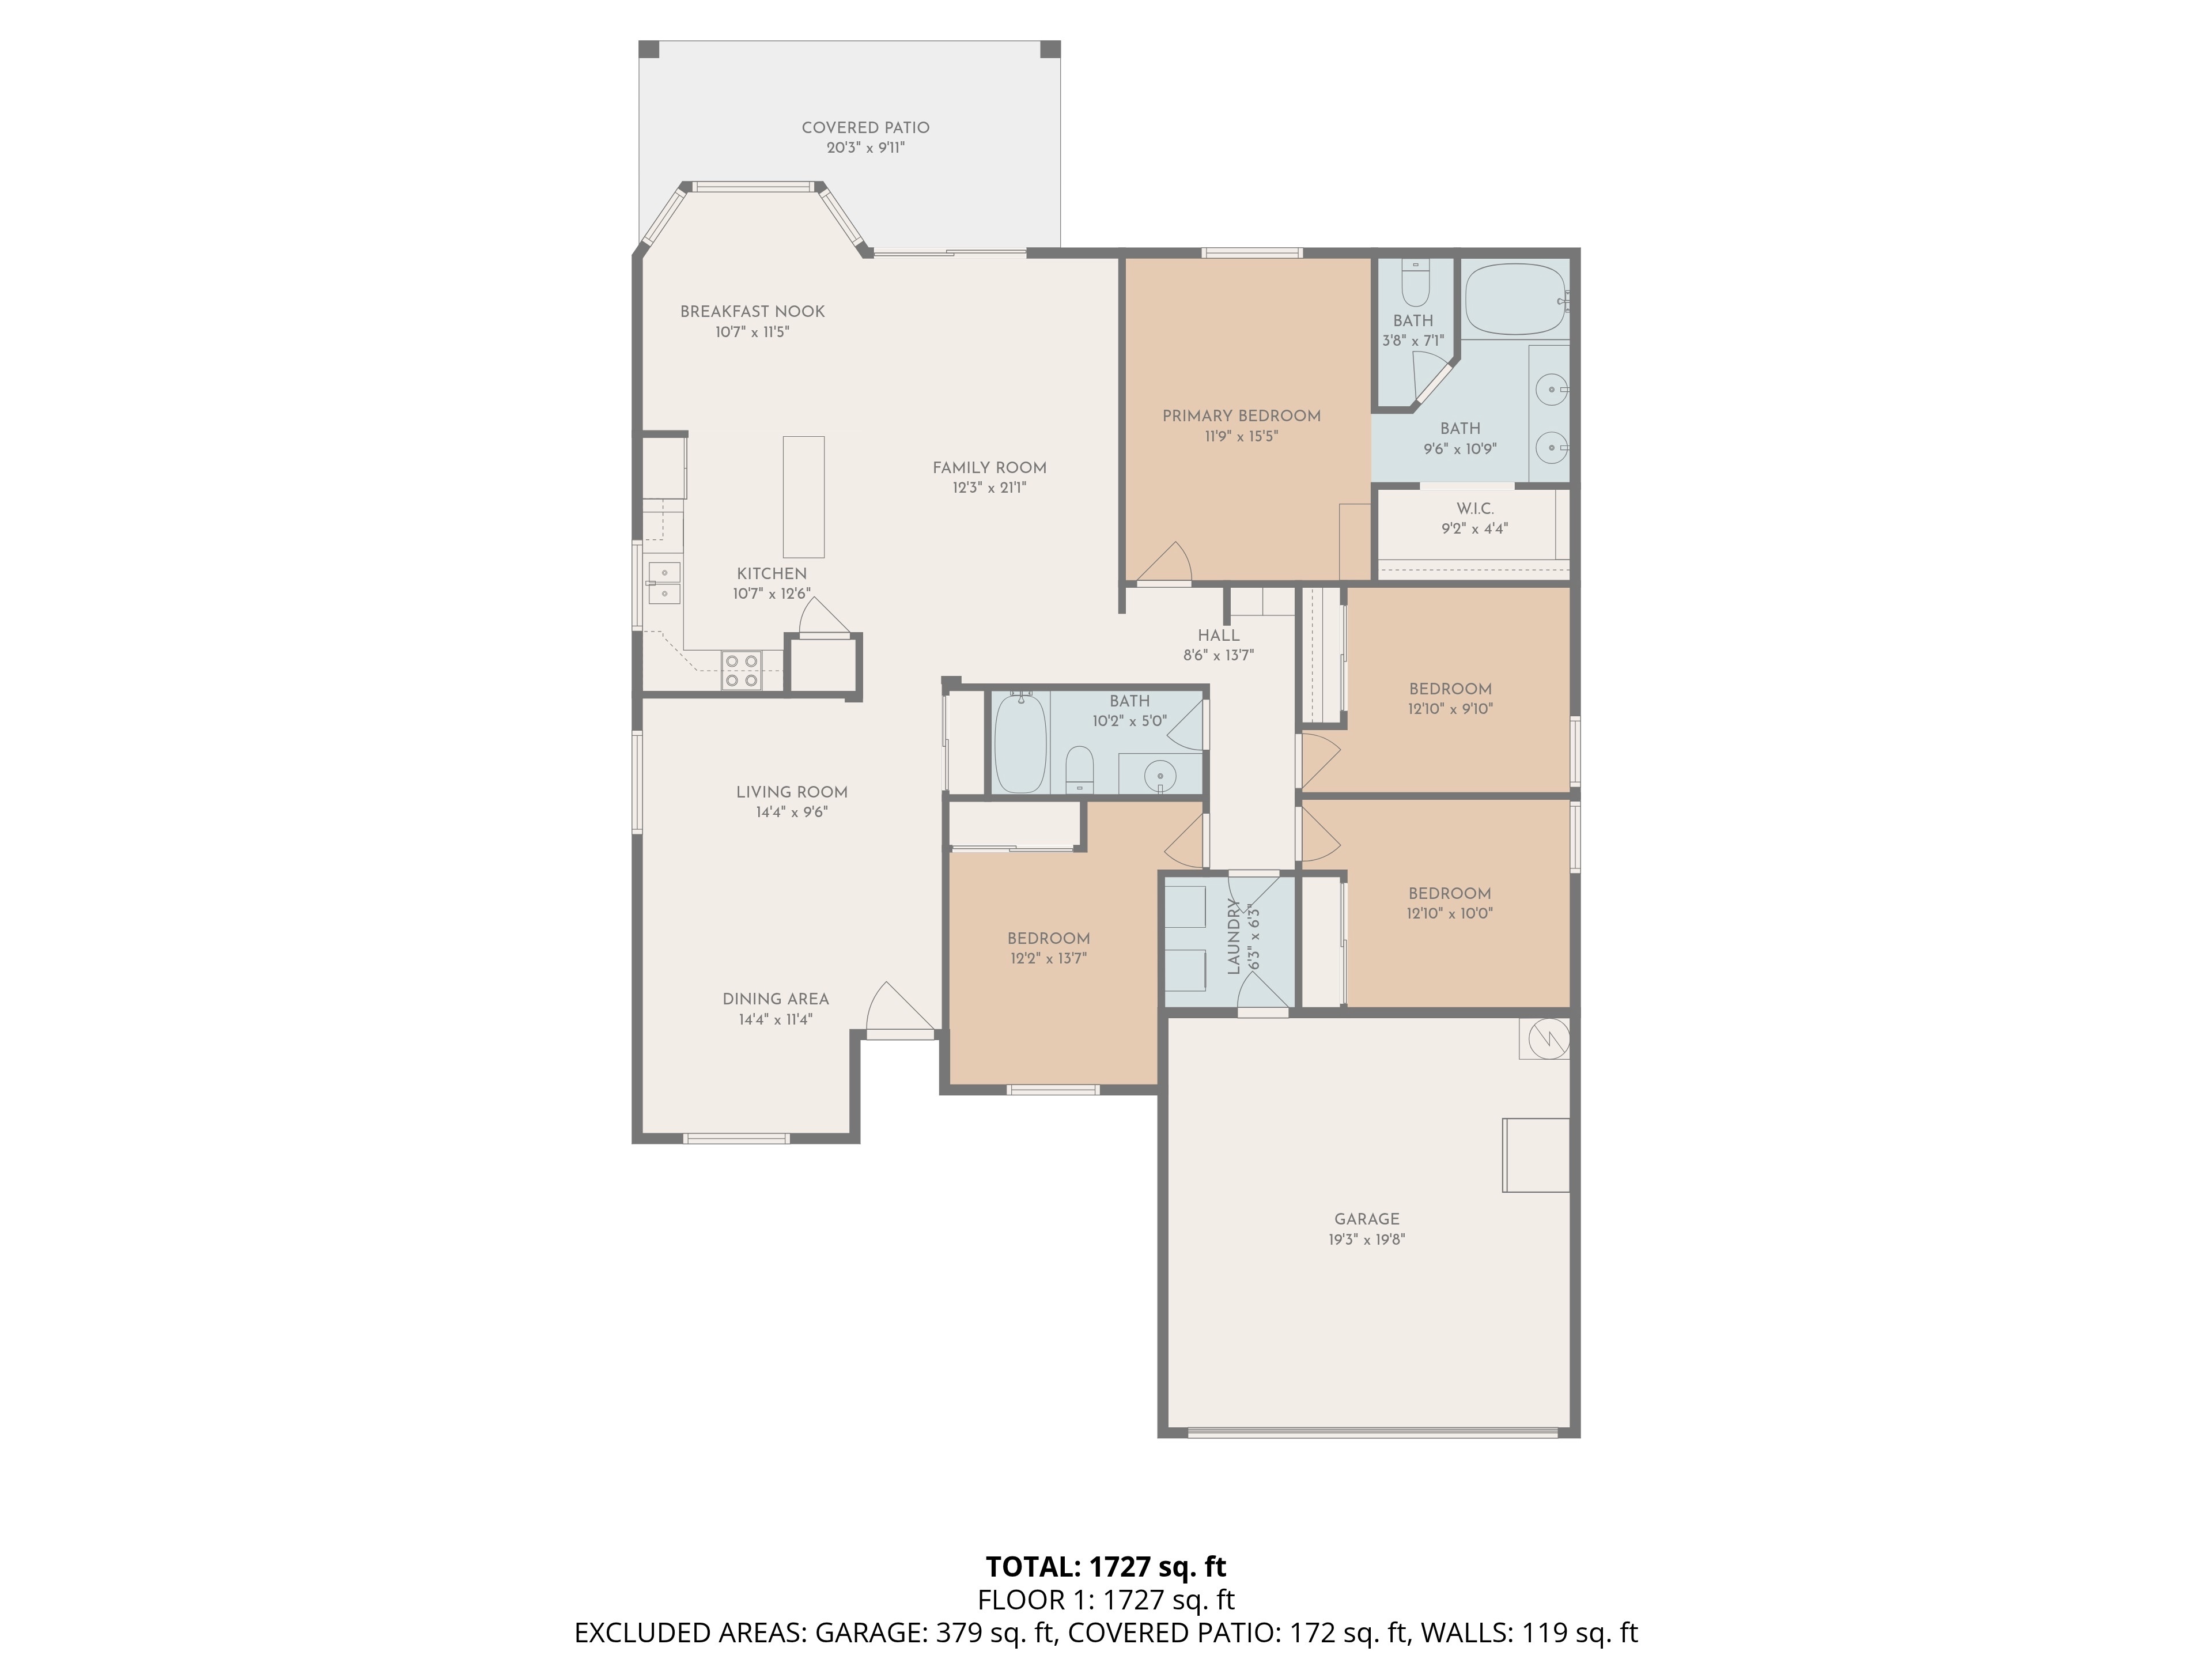 COVERED PATIO
20'3" x 9'11"
BREAKFAST NOOK
10'7" x 11'5"
BATH
3'8" x 7'1"
PRIMARY BEDROOM
11'9" x 15'5"
BATH
9'6" x 10'9"
FAMILY ROOM
12'3" x 21'1"
W.I.C.
9'2" x 4'4"
KITCHEN
10'7" x 12'6"
HALL
8'6" x 13'7"
BEDROOM
12'10" x 9'10"
BATH
10'2" x 5'0"
LIVING ROOM
14'4" x 9'6"
BEDROOM
12'10" x 10'0"
LAUNDRY
6'3" x 6'3"
BEDROOM
12'2" x 13'7"
DINING AREA
14'4" x 11'4"
GARAGE
19'3" x 19'8"
TOTAL: 1727 sq. ft
FLOOR 1: 1727 sq. ft
EXCLUDED AREAS: GARAGE: 379 sq. ft, COVERED PATIO: 172 sq. ft, WALLS: 119 sq. ft